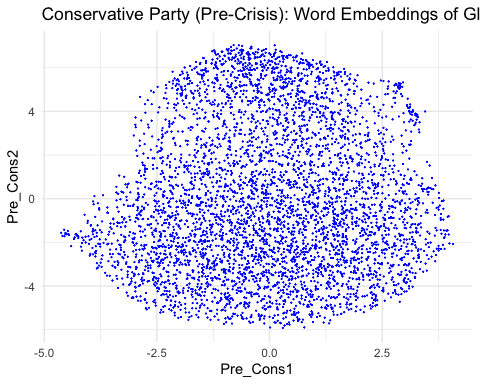 Conservative Party (Pre-Crisis): Word Embeddings of Gl
Pre_Cons2
4
0
-4
-5.0
-2.5
0.0
2.5
Pre_Cons1